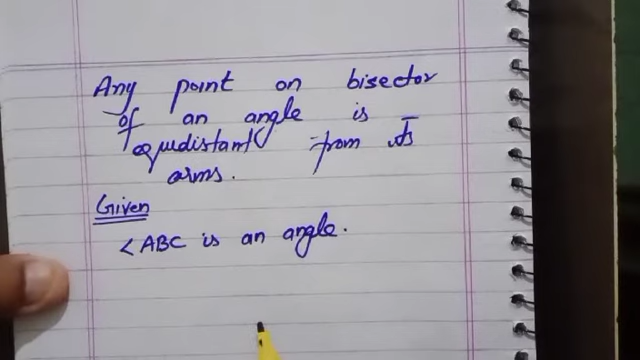 Any point on bisector
of an angle is
equidistant from its
arms.
Given
∠ABC is an angle.